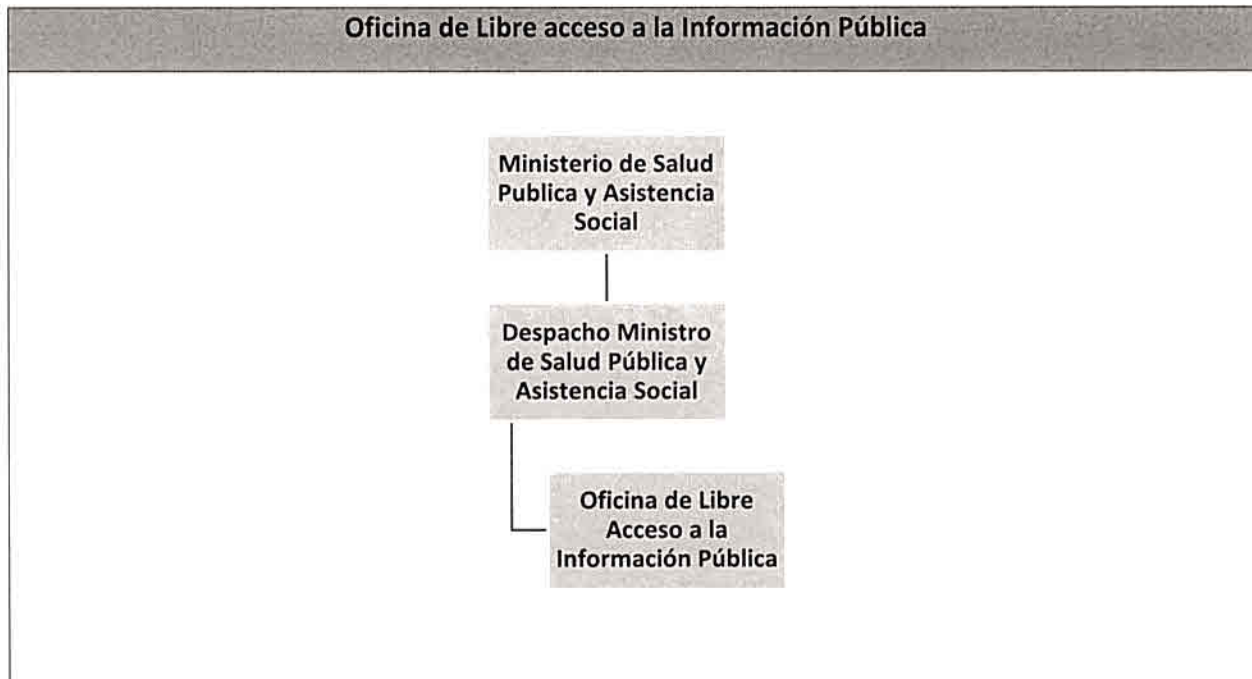 Oficina de Libre acceso a la Información Pública
Ministerio de Salud
Publica y Asistencia
Social
Despacho Ministro
de Salud Pública y
Asistencia Social
Oficina de Libre
Acceso a la
Información Pública